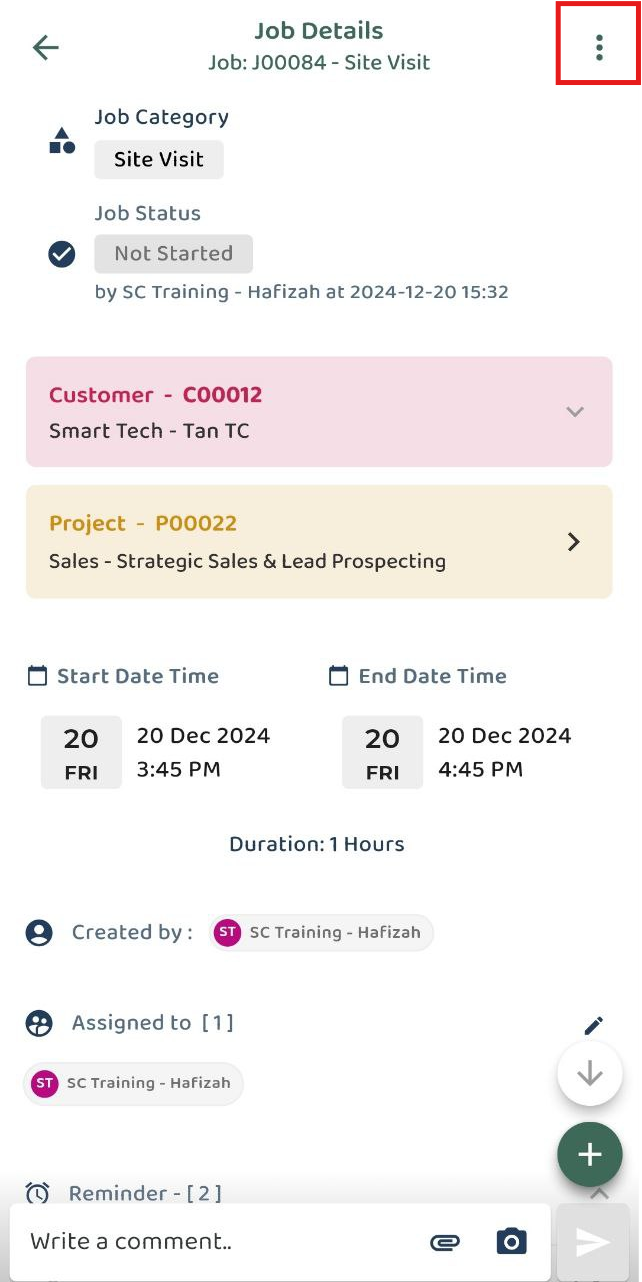 Job Details
Job: J00084 - Site Visit
Job Category
Site Visit
Job Status
Not Started
by SC Training - Hafizah at 2024-12-20 15:32
Customer - C00012
Smart Tech - Tan TC
Project - P00022
Sales - Strategic Sales & Lead Prospecting
Start Date Time
20
FRI
20 Dec 2024
3:45 PM
End Date Time
20
FRI
20 Dec 2024
4:45 PM
Duration: 1 Hours
Created by :
ST SC Training - Hafizah
Assigned to [ 1 ]
ST SC Training - Hafizah
Reminder - [ 2 ]
Write a comment..